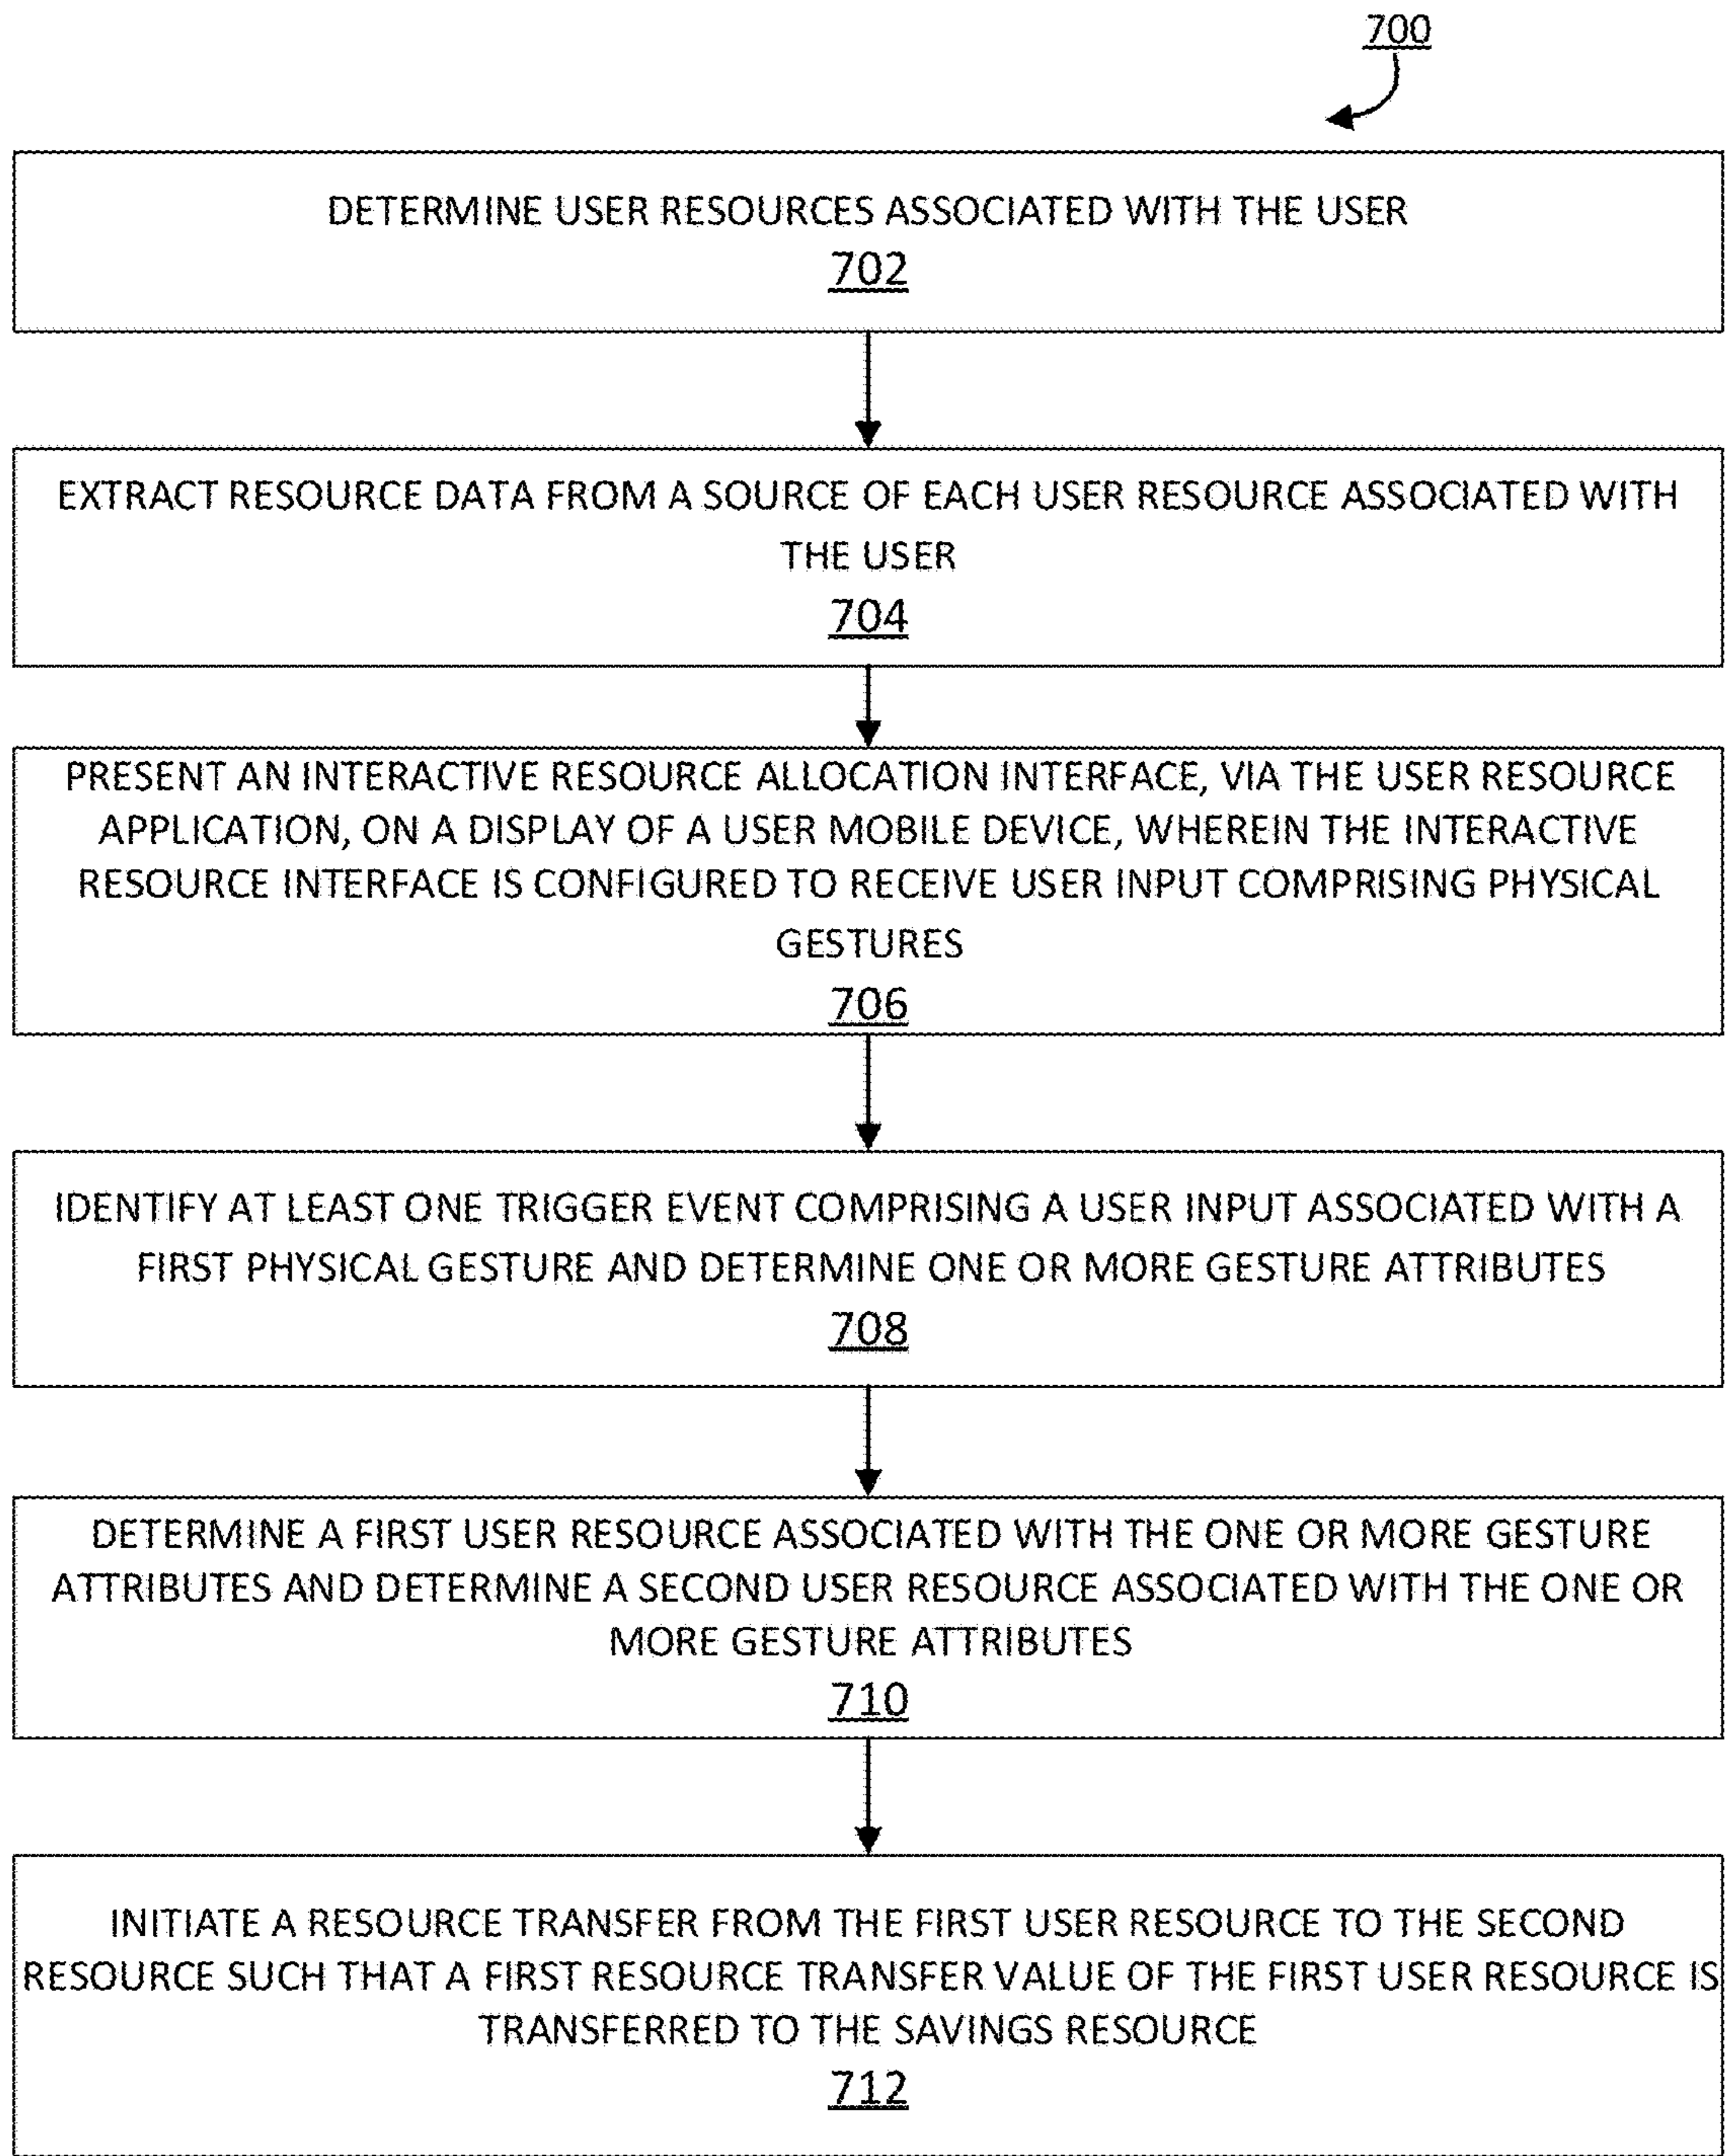 700
DETERMINE USER RESOURCES ASSOCIATED WITH THE USER
702
EXTRACT RESOURCE DATA FROM A SOURCE OF EACH USER RESOURCE ASSOCIATED WITH
THE USER
704
PRESENT AN INTERACTIVE RESOURCE ALLOCATION INTERFACE, VIA THE USER RESOURCE
APPLICATION, ON A DISPLAY OF A USER MOBILE DEVICE, WHEREIN THE INTERACTIVE
RESOURCE INTERFACE IS CONFIGURED TO RECEIVE USER INPUT COMPRISING PHYSICAL
GESTURES
706
IDENTIFY AT LEAST ONE TRIGGER EVENT COMPRISING A USER INPUT ASSOCIATED WITH A
FIRST PHYSICAL GESTURE AND DETERMINE ONE OR MORE GESTURE ATTRIBUTES
708
DETERMINE A FIRST USER RESOURCE ASSOCIATED WITH THE ONE OR MORE GESTURE
ATTRIBUTES AND DETERMINE A SECOND USER RESOURCE ASSOCIATED WITH THE ONE OR
MORE GESTURE ATTRIBUTES
710
INITIATE A RESOURCE TRANSFER FROM THE FIRST USER RESOURCE TO THE SECOND
RESOURCE SUCH THAT A FIRST RESOURCE TRANSFER VALUE OF THE FIRST USER RESOURCE IS
TRANSFERRED TO THE SAVINGS RESOURCE
712